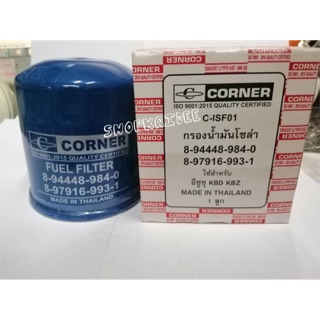 CORNER
ISO 9001:2015 QUALITY CERTIFIED
FUEL FILTER
8-94448-984-0
8-97916-993-1
MADE IN THAILAND
CORNER
ISO 9001:2015 QUALITY CERTIFIED
C-ISF01
กรองน้ำมันโซล่า
8-94448-984-0
8-97916-993-1
ใช้สำหรับ
อีซูซุ KBD KBZ
MADE IN THAILAND
1 ลูก
SHOPKAIDEE